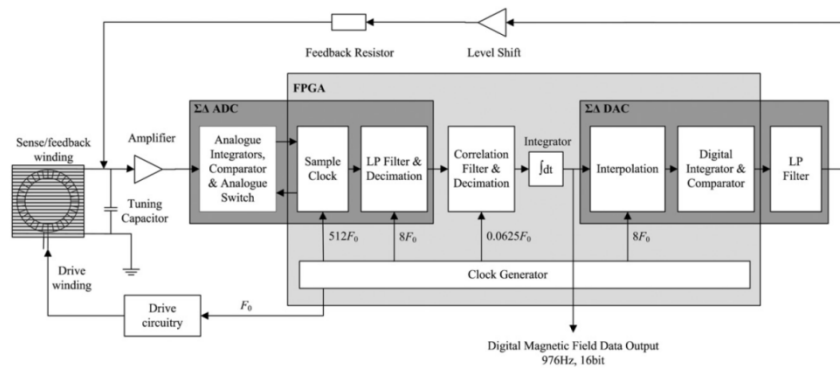 Feedback Resistor
Level Shift
FPGA
ΣΔ ADC
ΣΔ DAC
Sense/feedback
winding
Amplifier
Analogue
Integrators,
Comparator
& Analogue
Switch
Sample
Clock
LP Filter &
Decimation
Correlation
Filter &
Decimation
Integrator
∫dt
Interpolation
Digital
Integrator &
Comparator
LP
Filter
Tuning
Capacitor
512F₀
8F₀
0.0625F₀
8F₀
Clock Generator
Drive
winding
Drive
circuitry
F₀
Digital Magnetic Field Data Output
976Hz, 16bit